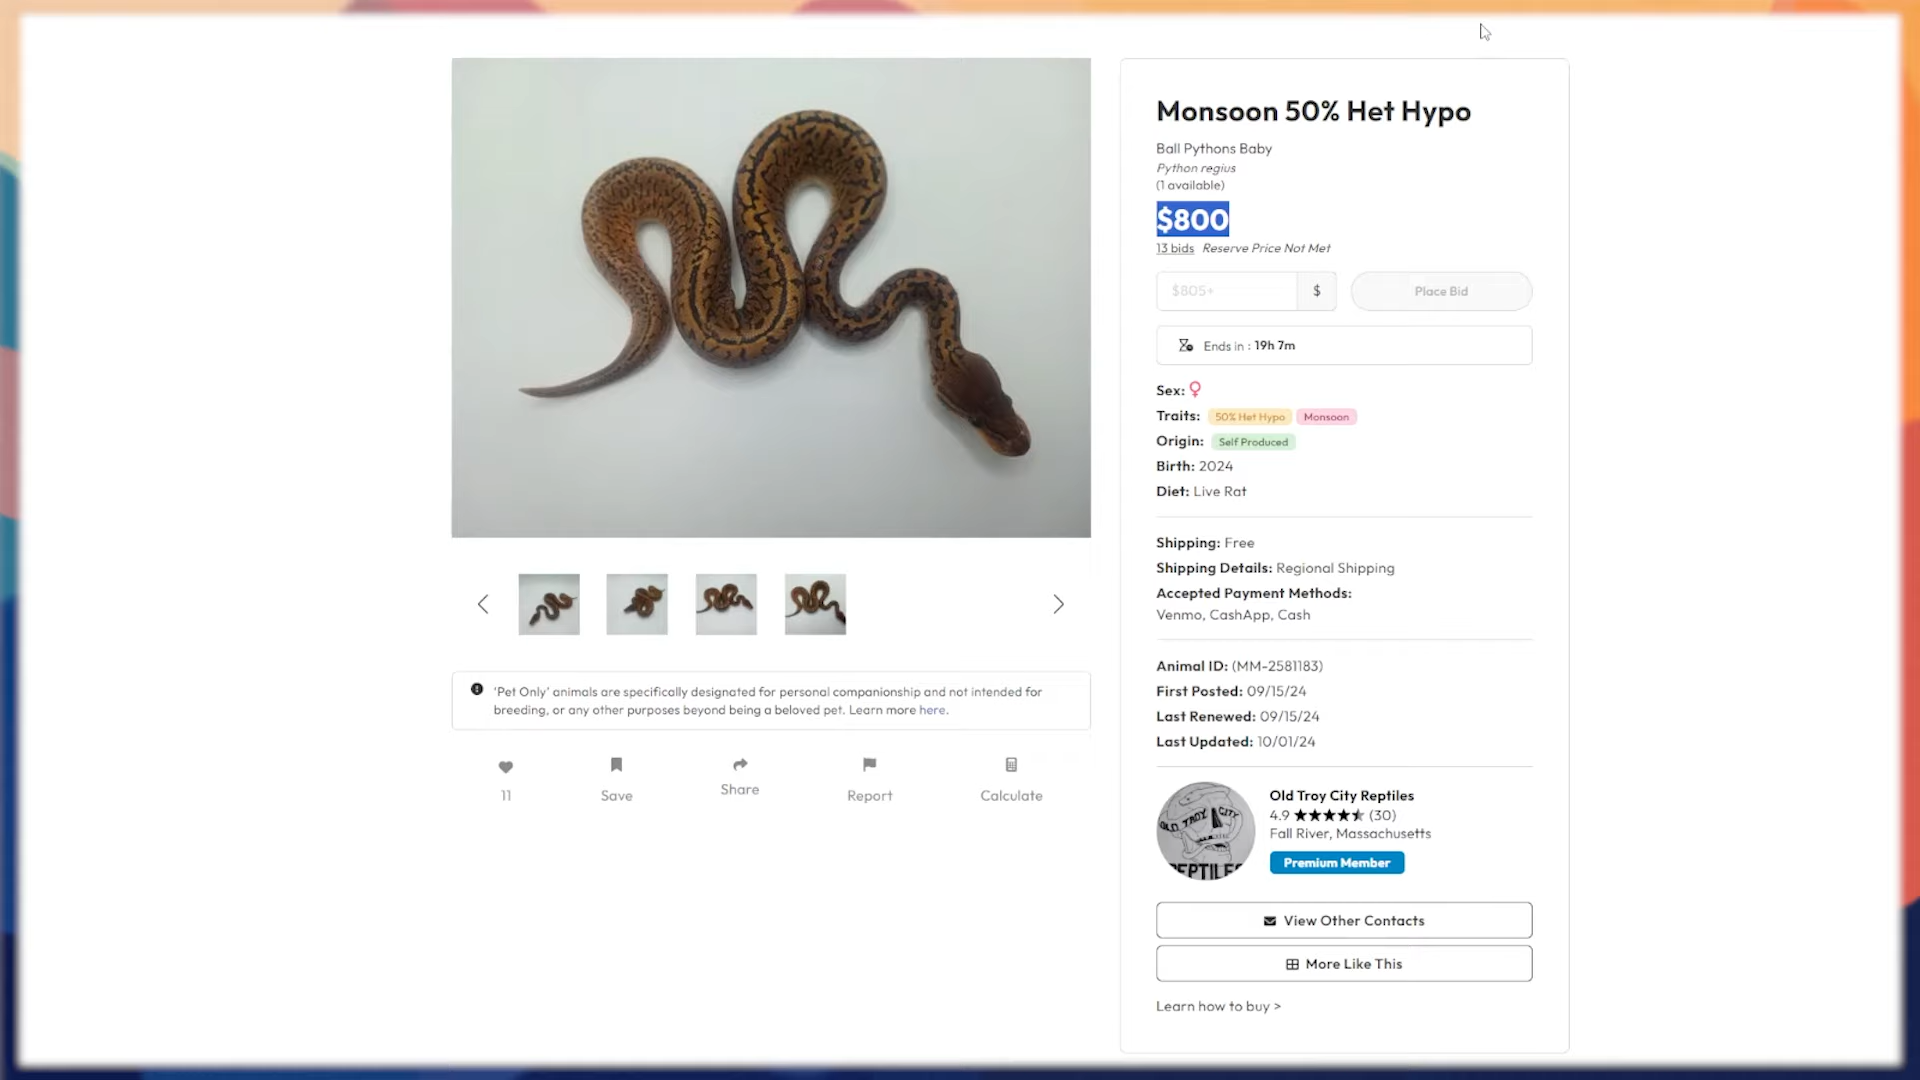 Monsoon 50% Het Hypo
Ball Pythons Baby
Python regius
(1 available)
$800
13 bids Reserve Price Not Met
$805+ $ Place Bid
Ends in : 19h 7m
Sex: ♀
Traits: 50% Het Hypo Monsoon
Origin: Self Produced
Birth: 2024
Diet: Live Rat
Shipping: Free
Shipping Details: Regional Shipping
Accepted Payment Methods:
Venmo, CashApp, Cash
Animal ID: (MM-2581183)
First Posted: 09/15/24
Last Renewed: 09/15/24
Last Updated: 10/01/24
OLD TROY CITY
REPTILES
Old Troy City Reptiles
4.9 ★★★★★ (30)
Fall River, Massachusetts
Premium Member
View Other Contacts
More Like This
Learn how to buy >
'Pet Only' animals are specifically designated for personal companionship and not intended for
breeding, or any other purposes beyond being a beloved pet. Learn more here.
11 Save Share Report Calculate